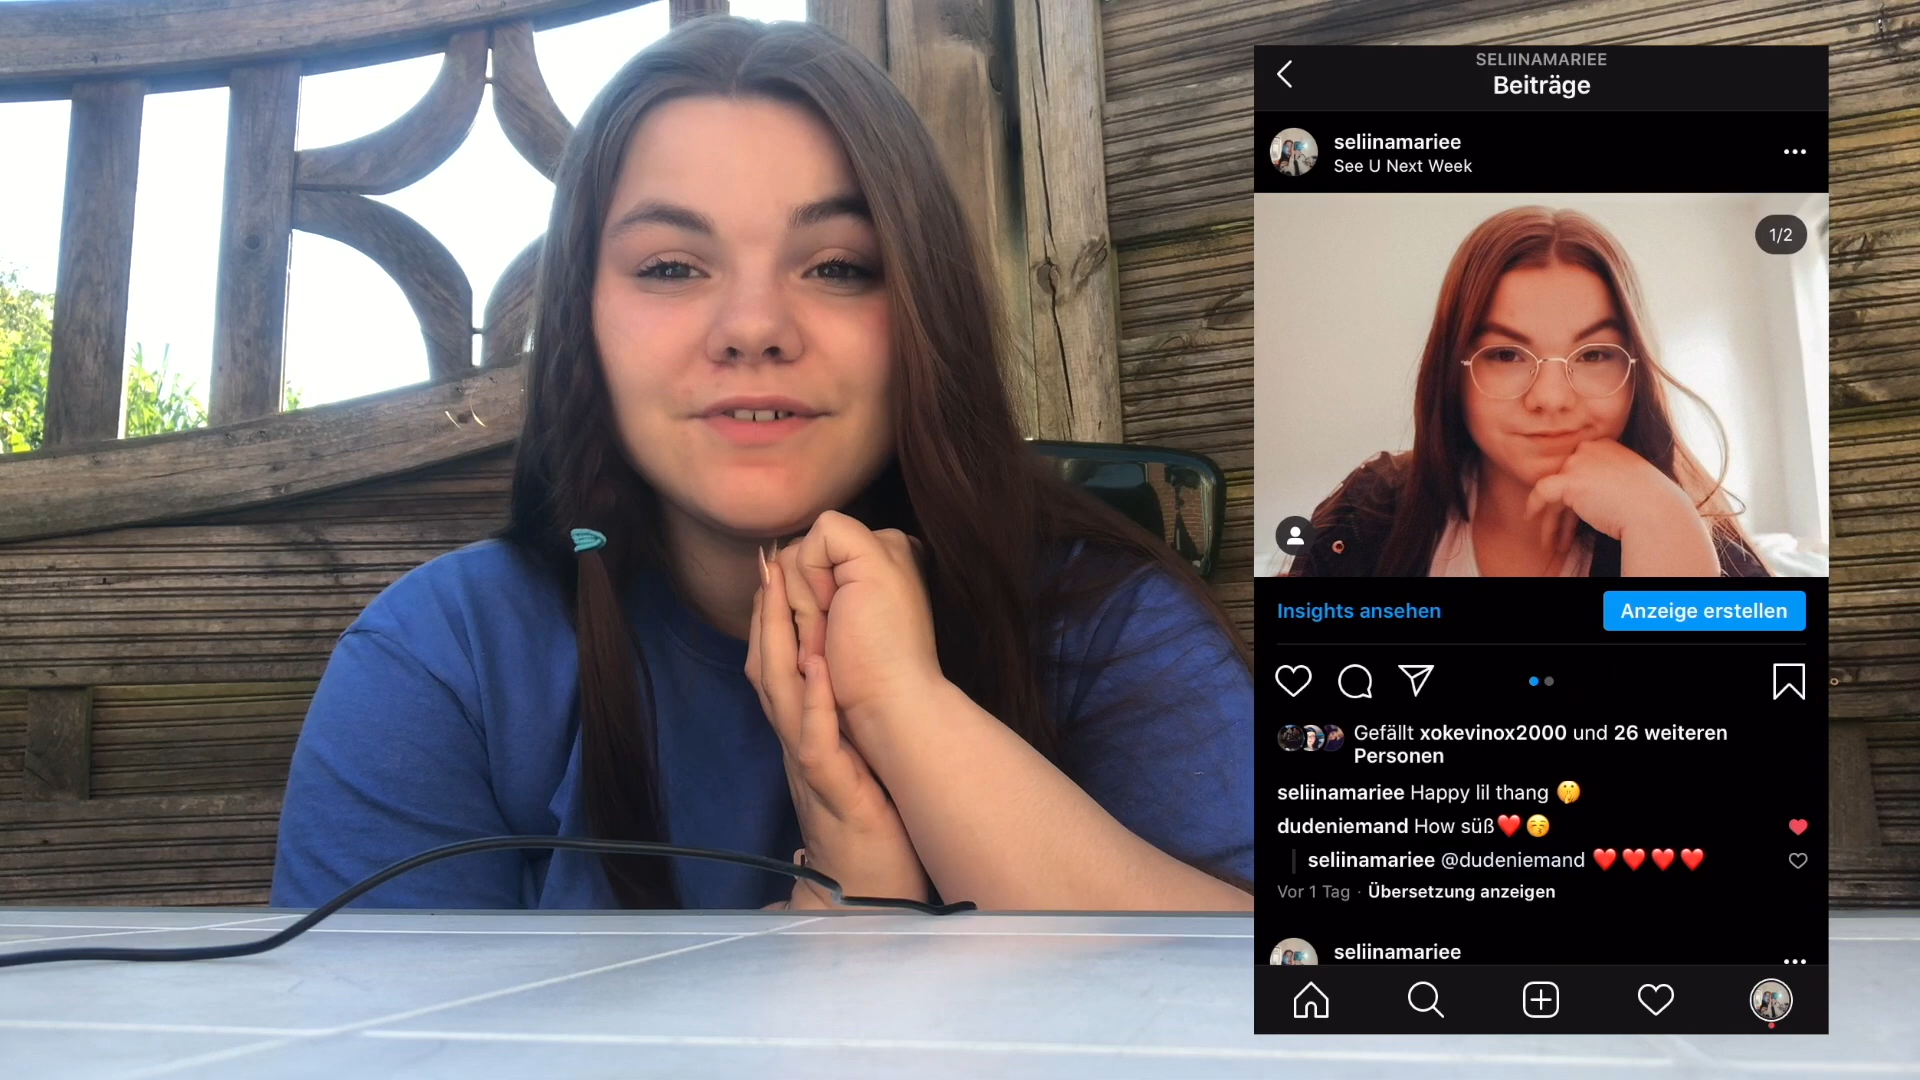 SELIINAMARIEE
Beiträge
seliinamariee
See U Next Week
1/2
Insights ansehen
Anzeige erstellen
Gefällt xokevinox2000 und 26 weiteren
Personen
seliinamariee Happy lil thang 🤫
dudeniemand How süß❤️😚
seliinamariee @dudeniemand ❤️❤️❤️❤️
Vor 1 Tag · Übersetzung anzeigen
seliinamariee